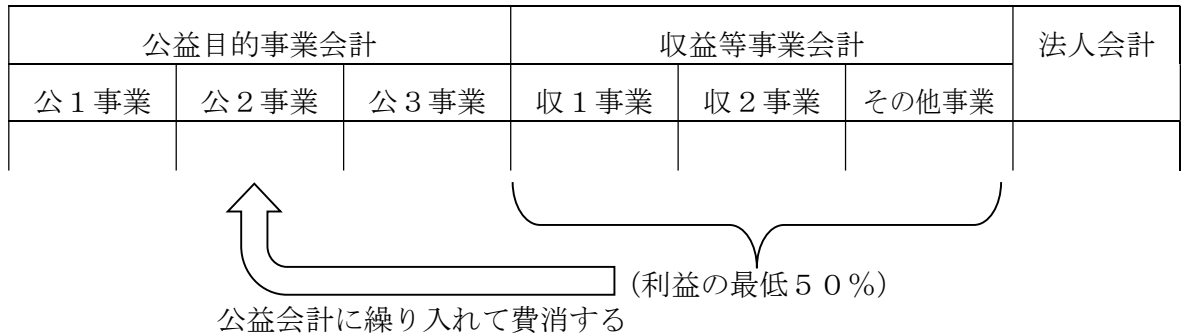 公益目的事業会計 収益等事業会計 法人会計
公１事業 公２事業 公３事業 収１事業 収２事業 その他事業
(利益の最低５０％)
公益会計に繰り入れて費消する